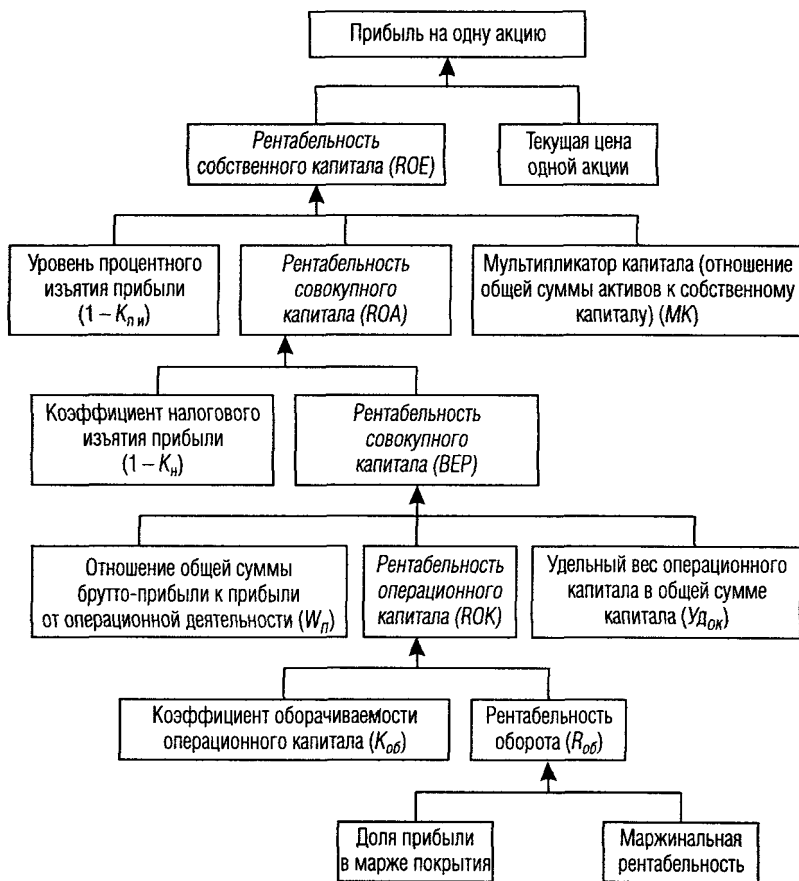 Прибыль на одну акцию
Рентабельность
собственного капитала (ROE)
Текущая цена
одной акции
Уровень процентного
изъятия прибыли
(1 – Kп и)
Рентабельность
совокупного
капитала (ROA)
Мультипликатор капитала (отношение
общей суммы активов к собственному
капиталу) (МК)
Коэффициент налогового
изъятия прибыли
(1 – Kн)
Рентабельность
совокупного
капитала (BEP)
Отношение общей суммы
брутто-прибыли к прибыли
от операционной деятельности (Wп)
Рентабельность
операционного
капитала (ROK)
Удельный вес операционного
капитала в общей сумме
капитала (УДок)
Коэффициент оборачиваемости
операционного капитала (Kоб)
Рентабельность
оборота (Rоб)
Доля прибыли
в марже покрытия
Маржинальная
рентабельность